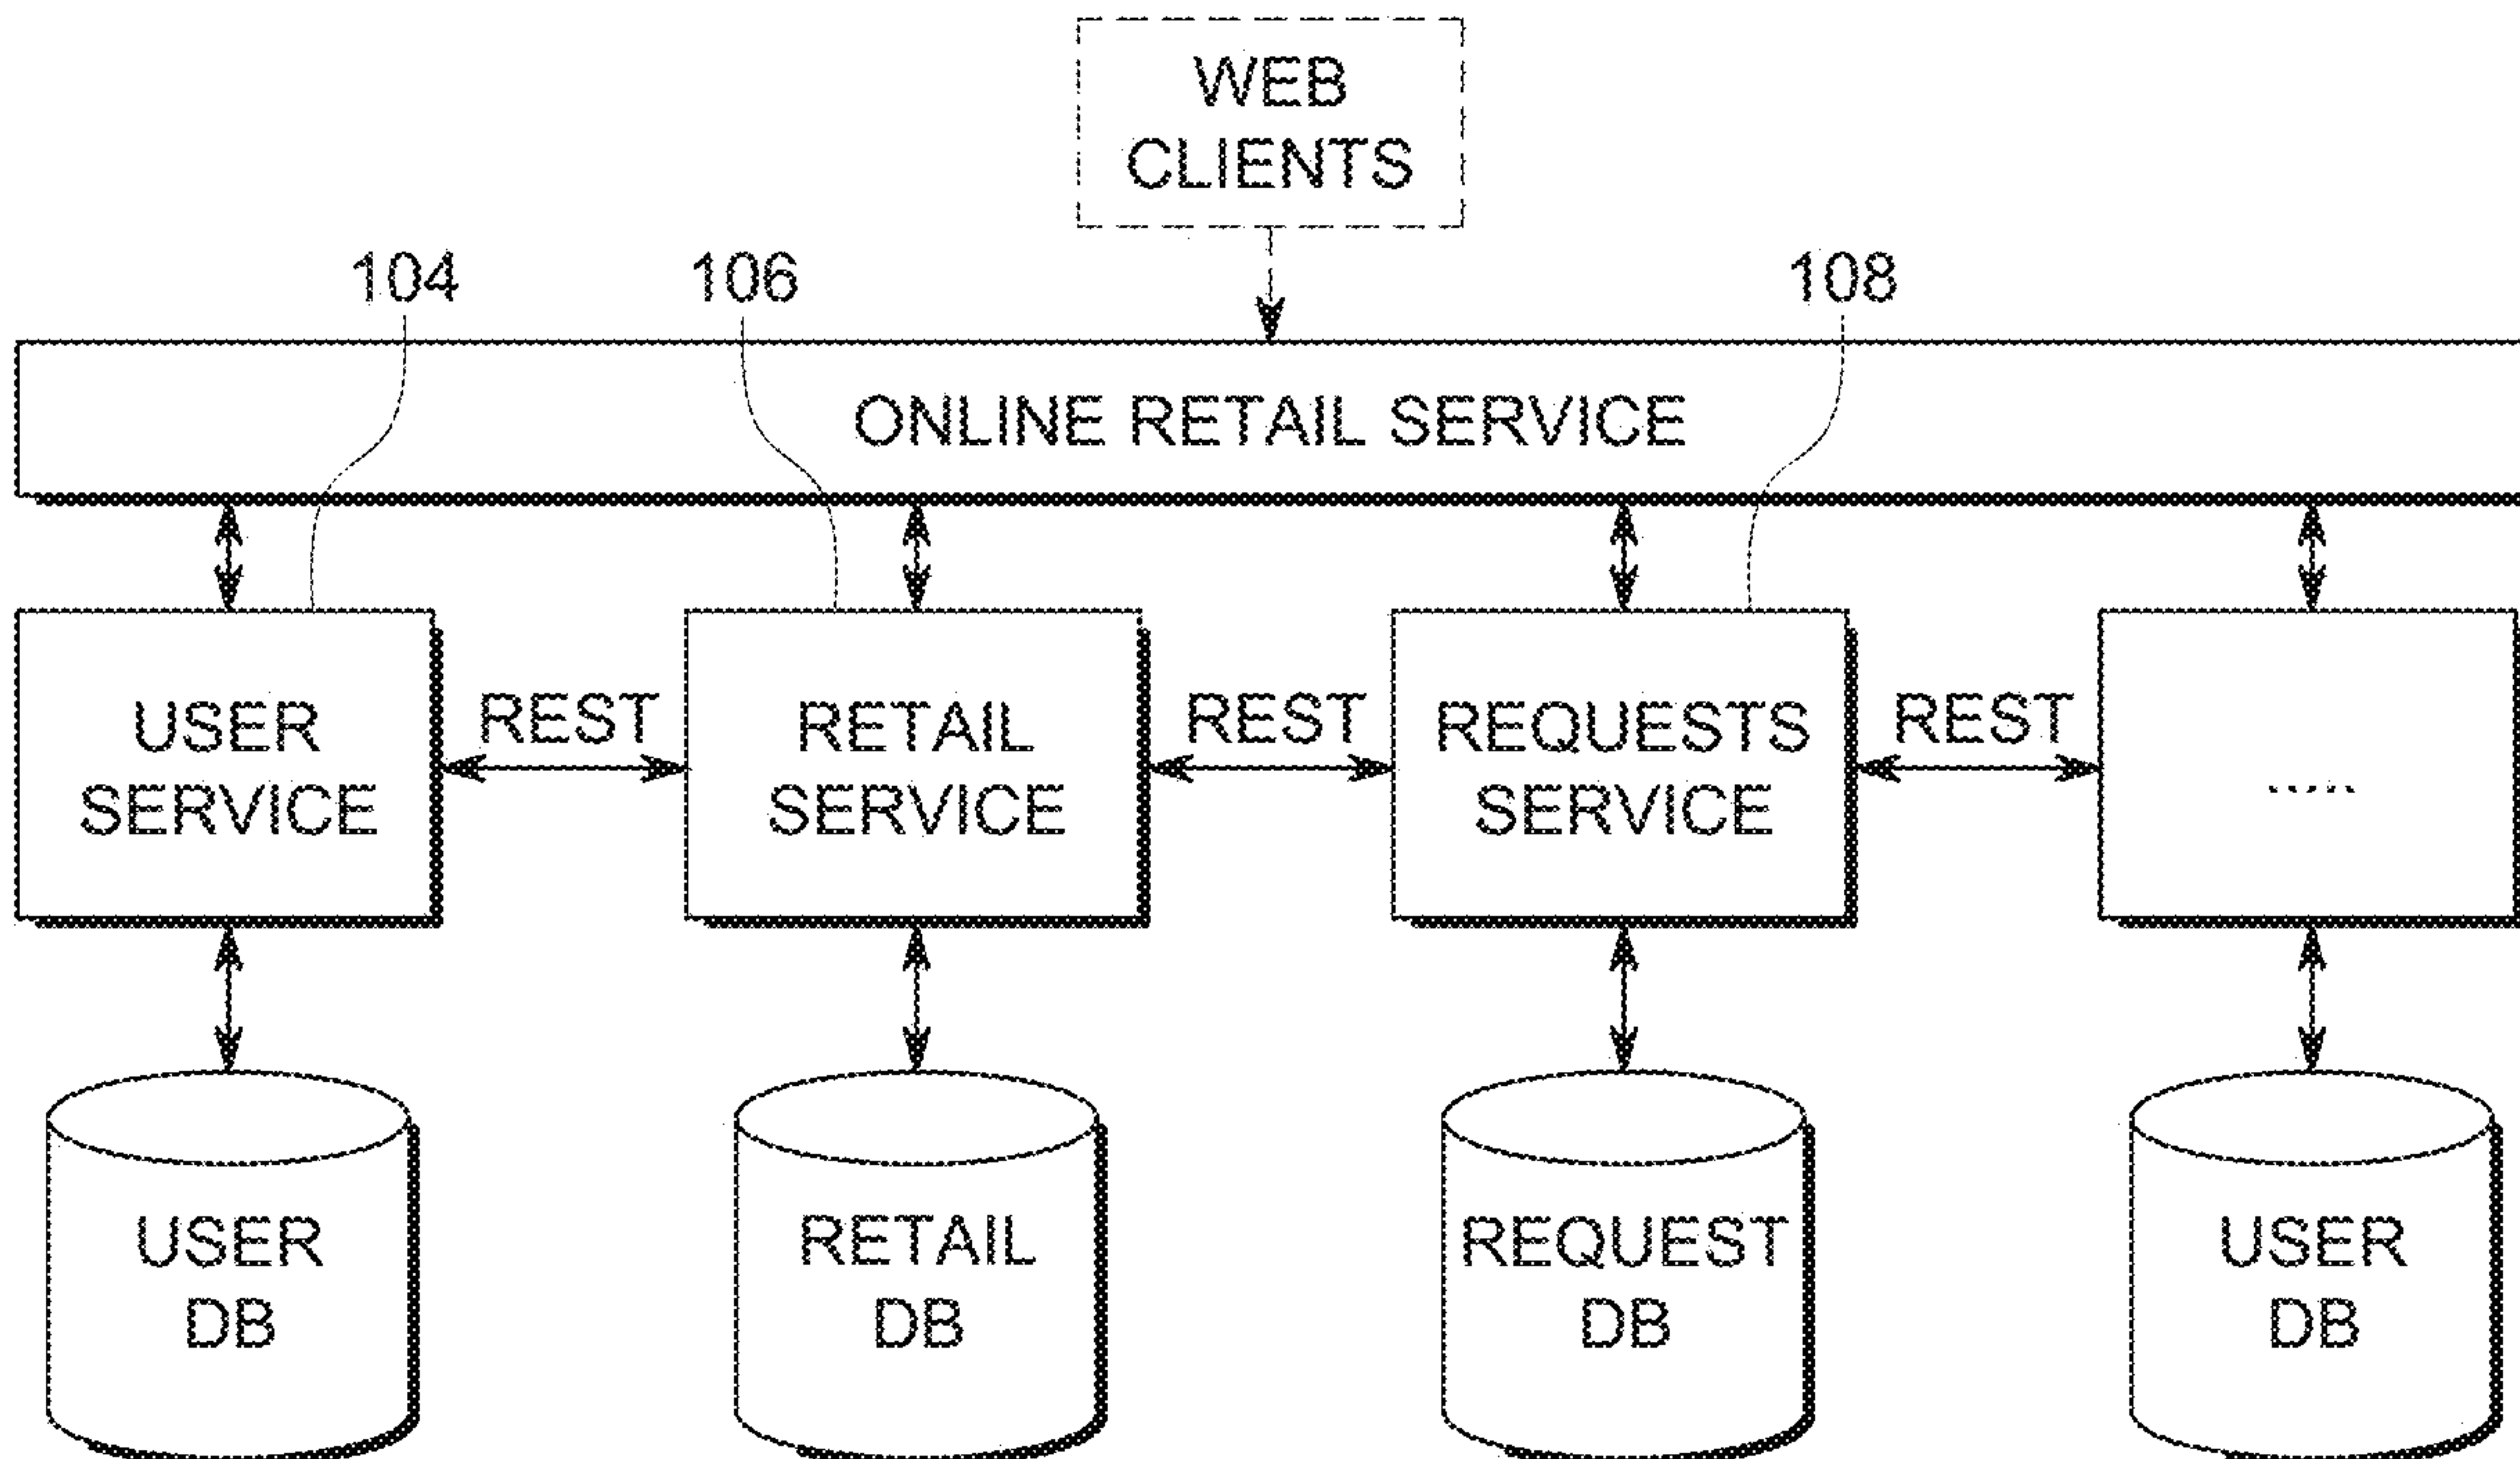 WEB
CLIENTS
104
106
108
ONLINE RETAIL SERVICE
USER
SERVICE
REST
RETAIL
SERVICE
REST
REQUESTS
SERVICE
REST
....
USER
DB
RETAIL
DB
REQUEST
DB
USER
DB